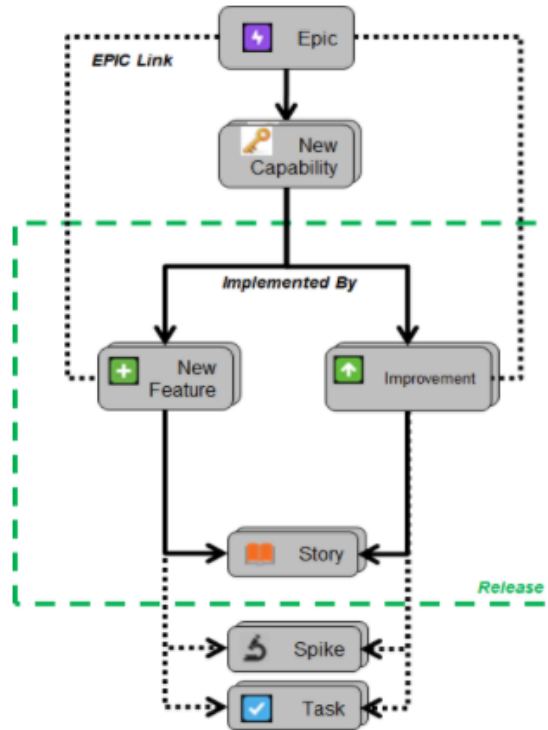 Epic
EPIC Link
New
Capability
Implemented By
New
Feature
Improvement
Story
Release
Spike
Task